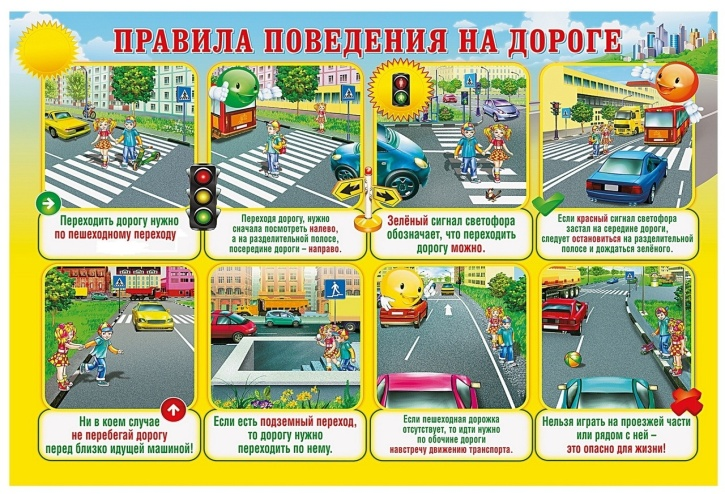 ПРАВИЛА ПОВЕДЕНИЯ НА ДОРОГЕ
Переходить дорогу нужно
по пешеходному переходу
Переходя дорогу, нужно
сначала посмотреть налево,
а на разделительной полосе,
посередине дороги – направо.
Зелёный сигнал светофора
обозначает, что переходить
дорогу можно.
Если красный сигнал светофора
застал на середине дороги,
следует остановиться на разделительной
полосе и дождаться зелёного.
Ни в коем случае
не перебегай дорогу
перед близко идущей машиной!
Если есть подземный переход,
то дорогу нужно
переходить по нему.
Если пешеходная дорожка
отсутствует, то идти нужно
по обочине дороги
навстречу движению транспорта.
Нельзя играть на проезжей части
или рядом с ней –
это опасно для жизни!